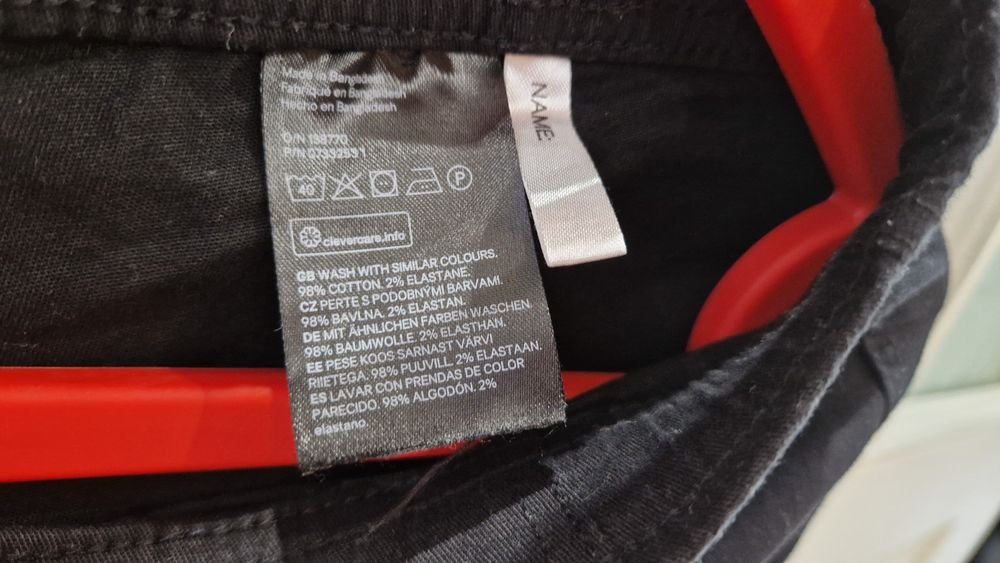 Made in Bangladesh
Fabriqué en Bangladesh
Hecho en Bangladesh
O/N 139770
P/N
40
P
clevercare.info
GB WASH WITH SIMILAR COLOURS.
98% COTTON. 2% ELASTANE.
CZ PERTE S PODOBNÝMI BARVAMI.
98% BAVLNA. 2% ELASTAN.
DE MIT ÄHNLICHEN FARBEN WASCHEN.
98% BAUMWOLLE. 2% ELASTHAN.
EE PESE KOOS SARNAST VÄRVI
RIIETEGA. 98% PUUVILL. 2% ELASTAAN.
ES LAVAR CON PRENDAS DE COLOR
PARECIDO. 98% ALGODÓN. 2%
elastano.
NAME: